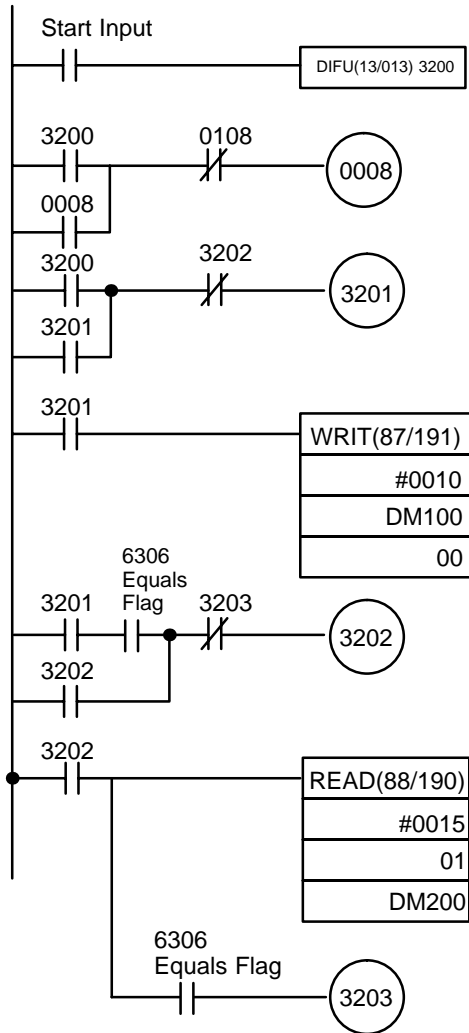 Start Input
DIFU(13/013) 3200
3200
0108
0008
0008
3200
3202
3201
3201
3201
WRIT(87/191)
#0010
DM100
00
6306
Equals
Flag
3201
3203
3202
3202
3202
READ(88/190)
#0015
01
DM200
6306
Equals Flag
3203